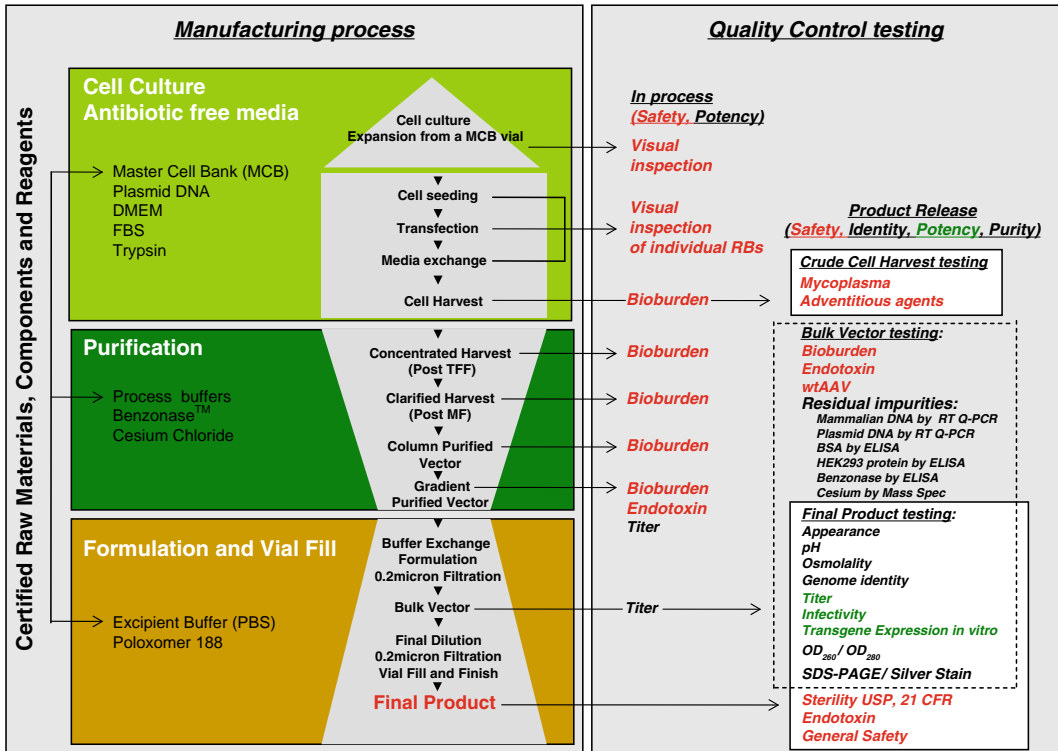 Manufacturing process
Certified Raw Materrials, Components and Reagents
Cell Culture
Antibiotic free media
Master Cell Bank (MCB)
Plasmid DNA
DMEM
FBS
Trypsin
Cell culture
Expansion from a MCB vial
Cell seeding
Transfection
Media exchange
Cell Harvest
Purification
Process buffers
Benzonase™
Cesium Chloride
Concentrated Harvest
(Post TFF)
Clarified Harvest
(Post MF)
Column Purified
Vector
Gradient
Purified Vector
Formulation and Vial Fill
Excipient Buffer (PBS)
Poloxomer 188
Buffer Exchange
Formulation
0.2micron Filtration
Bulk Vector
Final Dilution
0.2micron Filtration
Vial Fill and Finish
Final Product
Quality Control testing
In process
(Safety, Potency)
Visual
inspection
Visual
inspection
of individual RBs
Bioburden
Bioburden
Bioburden
Bioburden
Bioburden
Endotoxin
Titer
Titer
Product Release
(Safety, Identity, Potency, Purity)
Crude Cell Harvest testing
Mycoplasma
Adventitious agents
Bulk Vector testing:
Bioburden
Endotoxin
wtAAV
Residual impurities:
Mammalian DNA by RT Q-PCR
Plasmid DNA by RT Q-PCR
BSA by ELISA
HEK293 protein by ELISA
Benzonase by ELISA
Cesium by Mass Spec
Final Product testing:
Appearance
pH
Osmolality
Genome identity
Titer
Infectivity
Transgene Expression in vitro
OD260/ OD280
SDS-PAGE/ Silver Stain
Sterility USP, 21 CFR
Endotoxin
General Safety